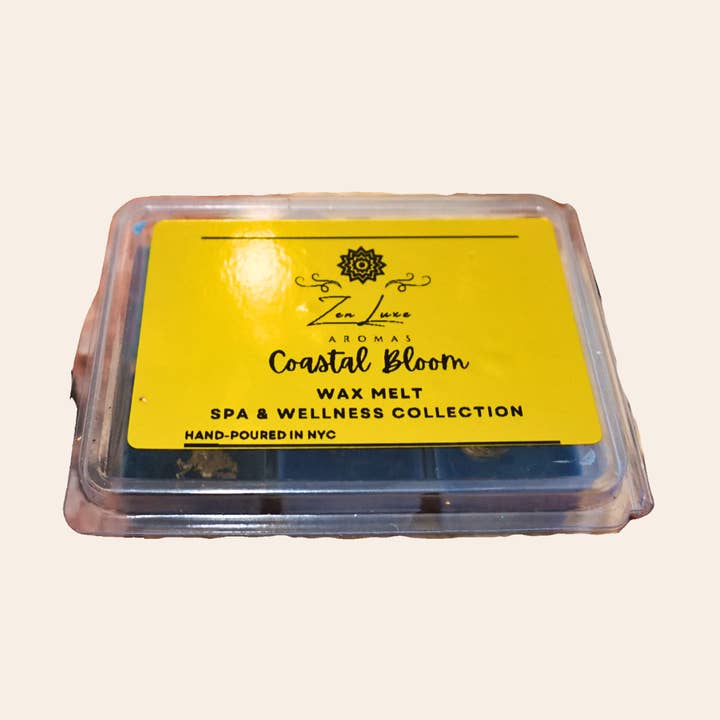 Zen Luxe
AROMAS
Coastal Bloom
WAX MELT
SPA & WELLNESS COLLECTION
HAND-POURED IN NYC